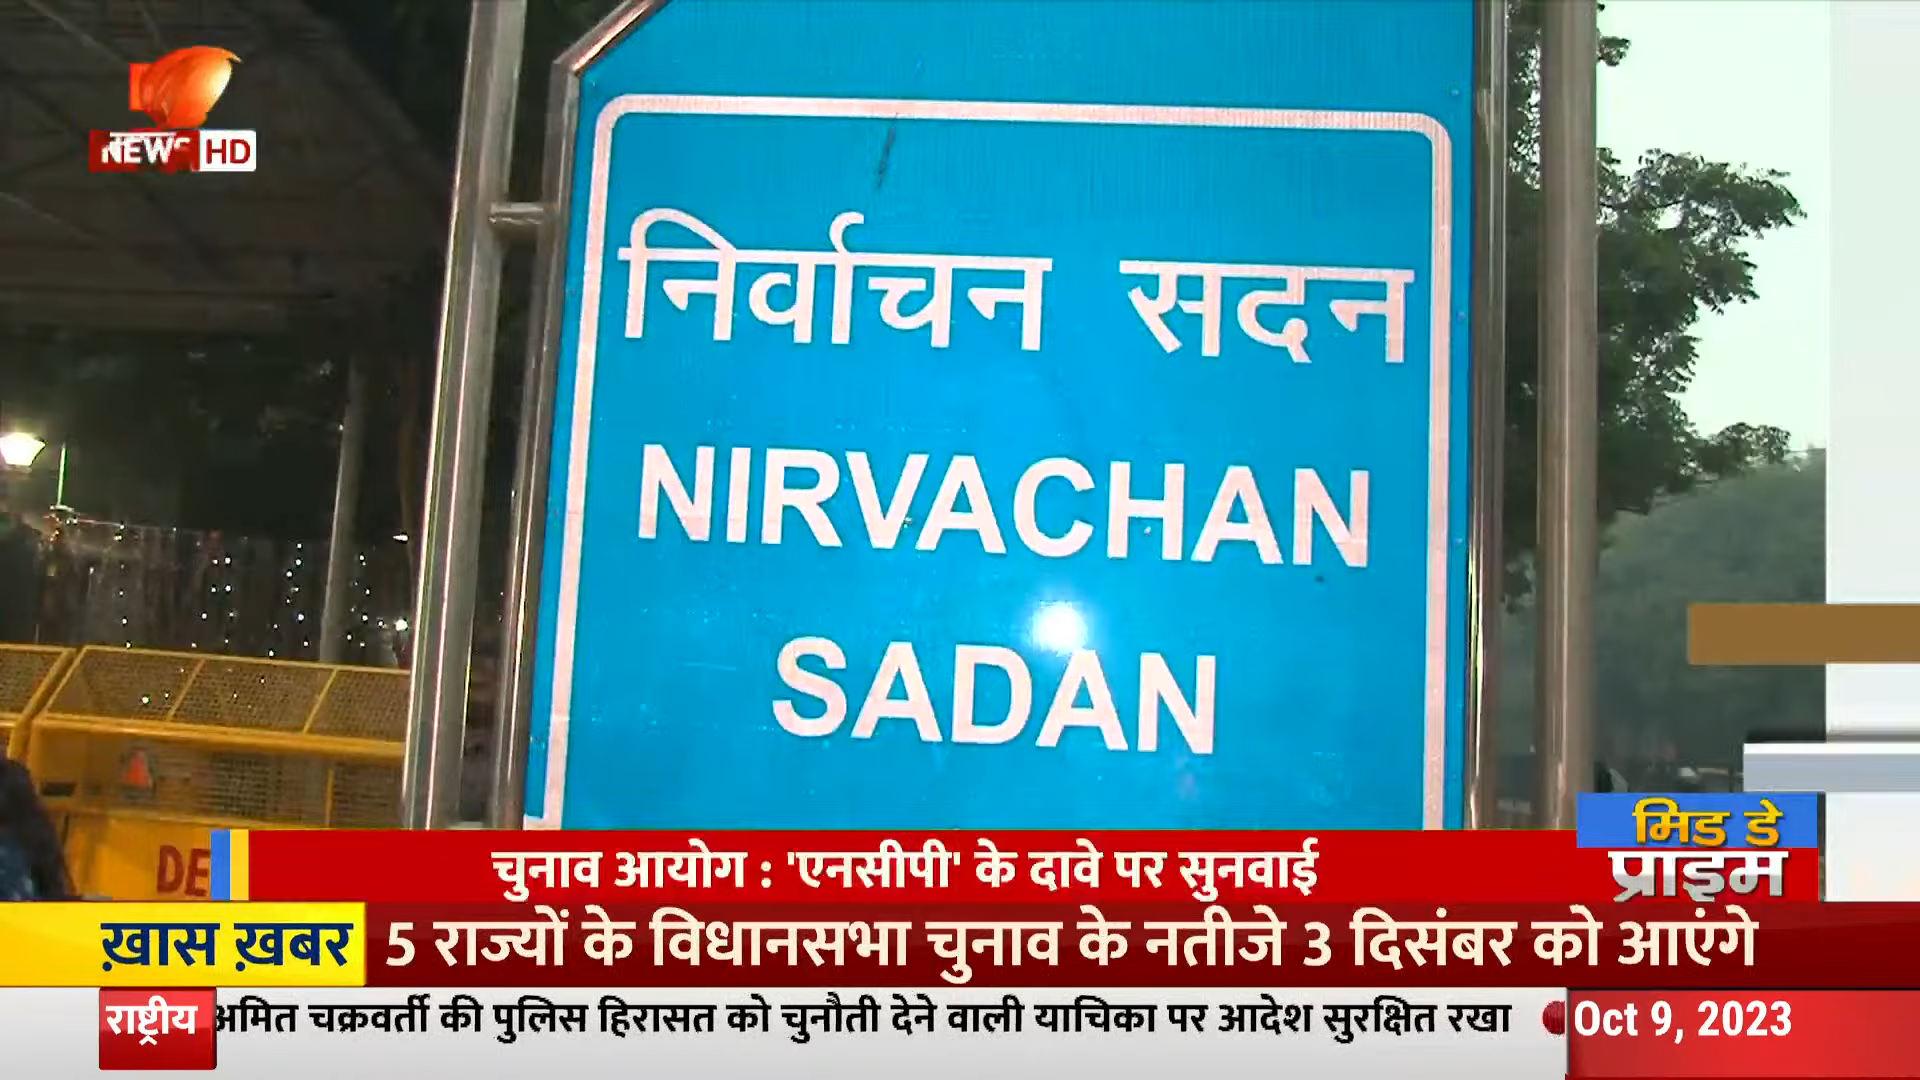 NEWS HD
निर्वाचन सदन
NIRVACHAN
SADAN
DE
मिड डे
प्राइम
चुनाव आयोग : 'एनसीपी' के दावे पर सुनवाई
ख़ास ख़बर
5 राज्यों के विधानसभा चुनाव के नतीजे 3 दिसंबर को आएंगे
राष्ट्रीय
अमित चक्रवर्ती की पुलिस हिरासत को चुनौती देने वाली याचिका पर आदेश सुरक्षित रखा
Oct 9, 2023